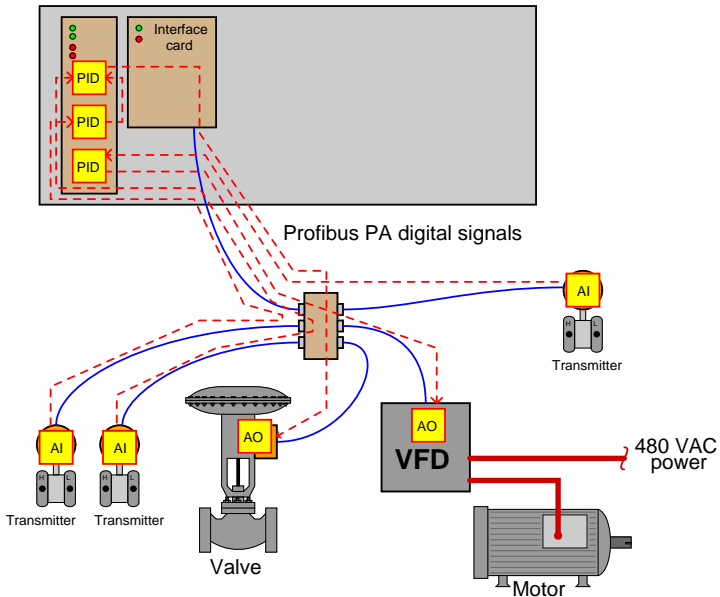 Interface
card
PID
PID
PID
Profibus PA digital signals
AI
H L
Transmitter
AO
AO
VFD
480 VAC
power
AI
AI
H L
H L
Transmitter
Transmitter
Valve
Motor